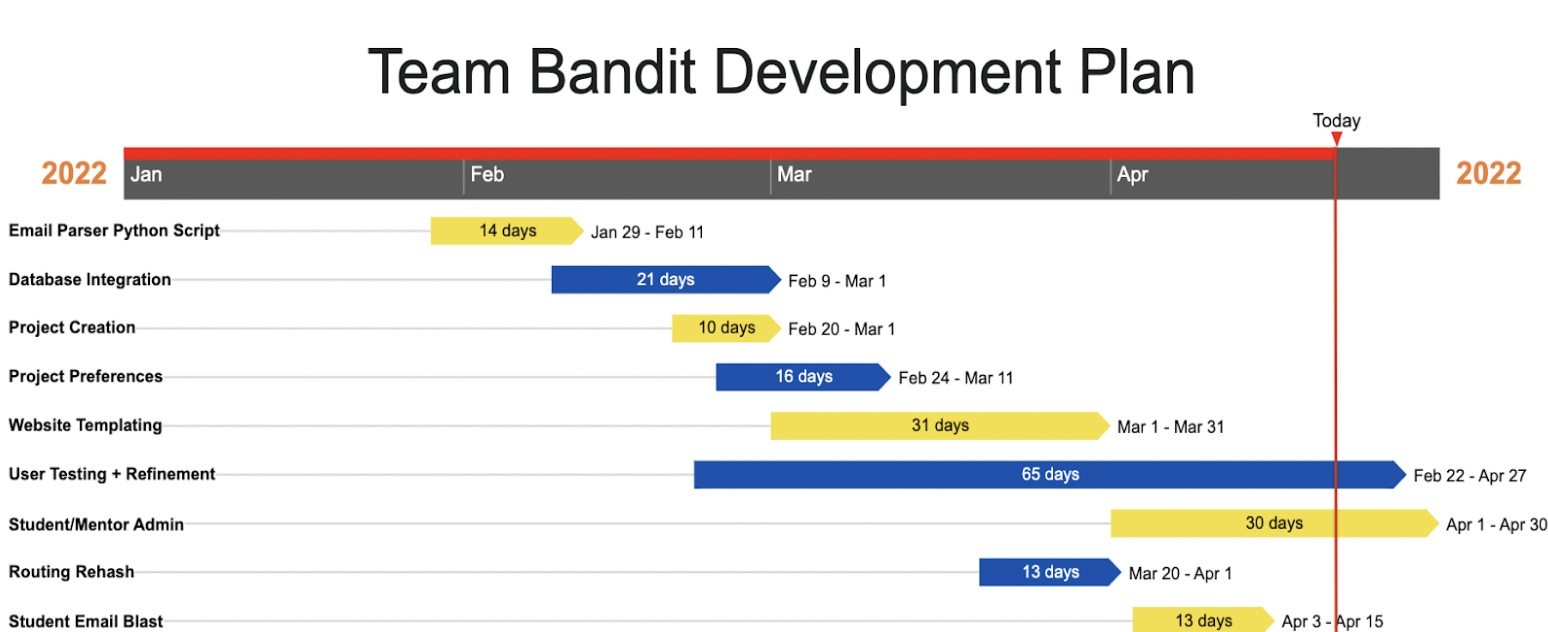 Team Bandit Development Plan
Today
2022 Jan Feb Mar Apr 2022
Email Parser Python Script 14 days Jan 29 - Feb 11
Database Integration 21 days Feb 9 - Mar 1
Project Creation 10 days Feb 20 - Mar 1
Project Preferences 16 days Feb 24 - Mar 11
Website Templating 31 days Mar 1 - Mar 31
User Testing + Refinement 65 days Feb 22 - Apr 27
Student/Mentor Admin 30 days Apr 1 - Apr 30
Routing Rehash 13 days Mar 20 - Apr 1
Student Email Blast 13 days Apr 3 - Apr 15